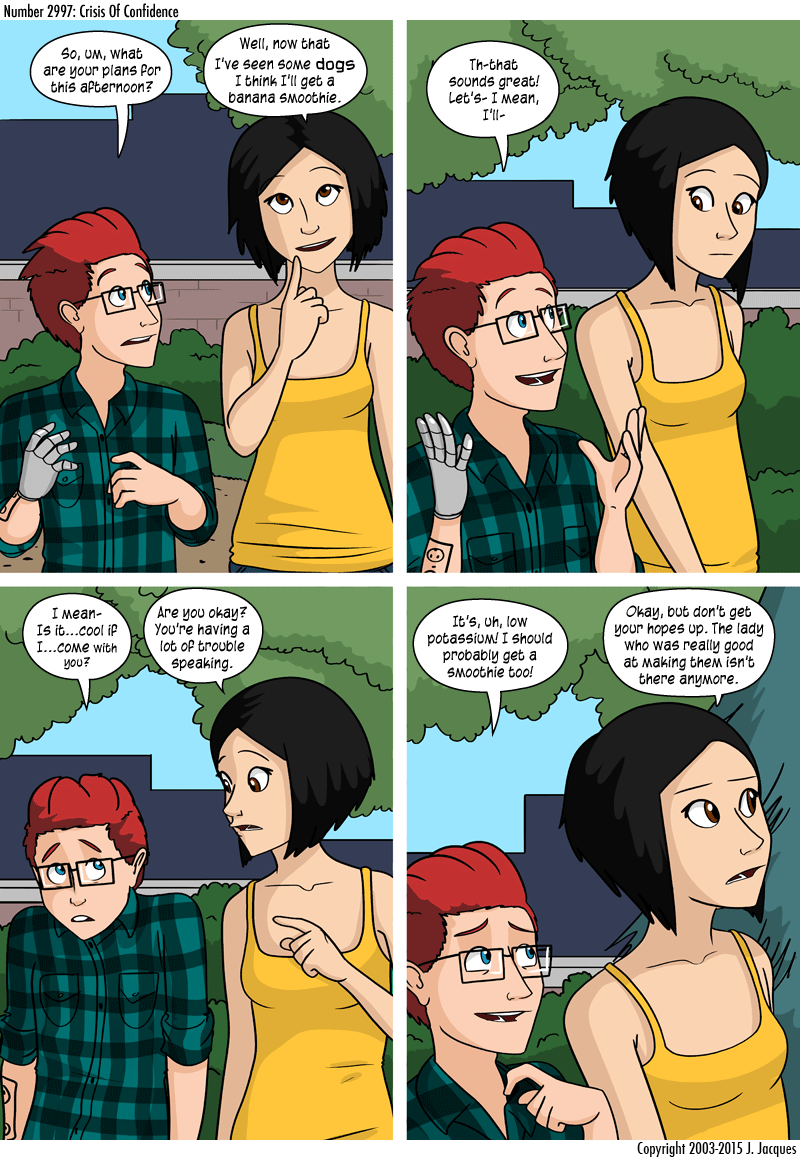 Number 2997: Crisis Of Confidence
So, um, what
are your plans for
this afternoon?
Well, now that
I've seen some dogs
I think I'll get a
banana smoothie.
Th-that
sounds great!
Let's- I mean,
I'll-
I mean-
Is it...cool if
I...come with
you?
Are you okay?
You're having a
lot of trouble
speaking.
It's, uh, low
potassium! I should
probably get a
smoothie too!
Okay, but don't get
your hopes up. The lady
who was really good
at making them isn't
there anymore.
Copyright 2003-2015 J. Jacques